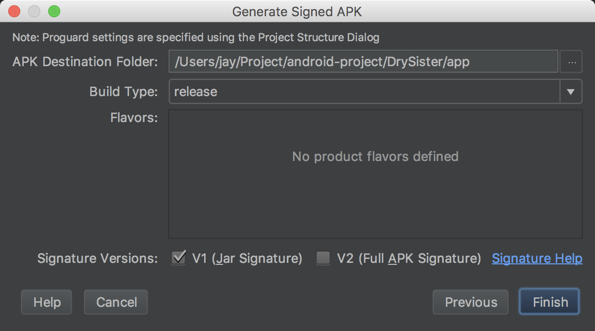 Generate Signed APK
Note: Proguard settings are specified using the Project Structure Dialog
APK Destination Folder: /Users/jay/Project/android-project/DrySister/app ...
Build Type: release
Flavors:
No product flavors defined
Signature Versions: V1 (Jar Signature) V2 (Full APK Signature) Signature Help
Help Cancel Previous Finish